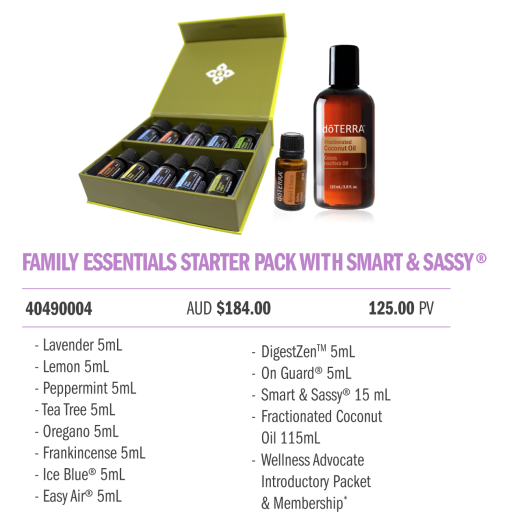 dōTERRA
dōTERRA
Fractionated
Coconut Oil
FAMILY ESSENTIALS STARTER PACK WITH SMART & SASSY®
40490004 AUD $184.00 125.00 PV
- Lavender 5mL
- Lemon 5mL
- Peppermint 5mL
- Tea Tree 5mL
- Oregano 5mL
- Frankincense 5mL
- Ice Blue® 5mL
- Easy Air® 5mL
- DigestZen™ 5mL
- On Guard® 5mL
- Smart & Sassy® 15 mL
- Fractionated Coconut
Oil 115mL
- Wellness Advocate
Introductory Packet
& Membership*